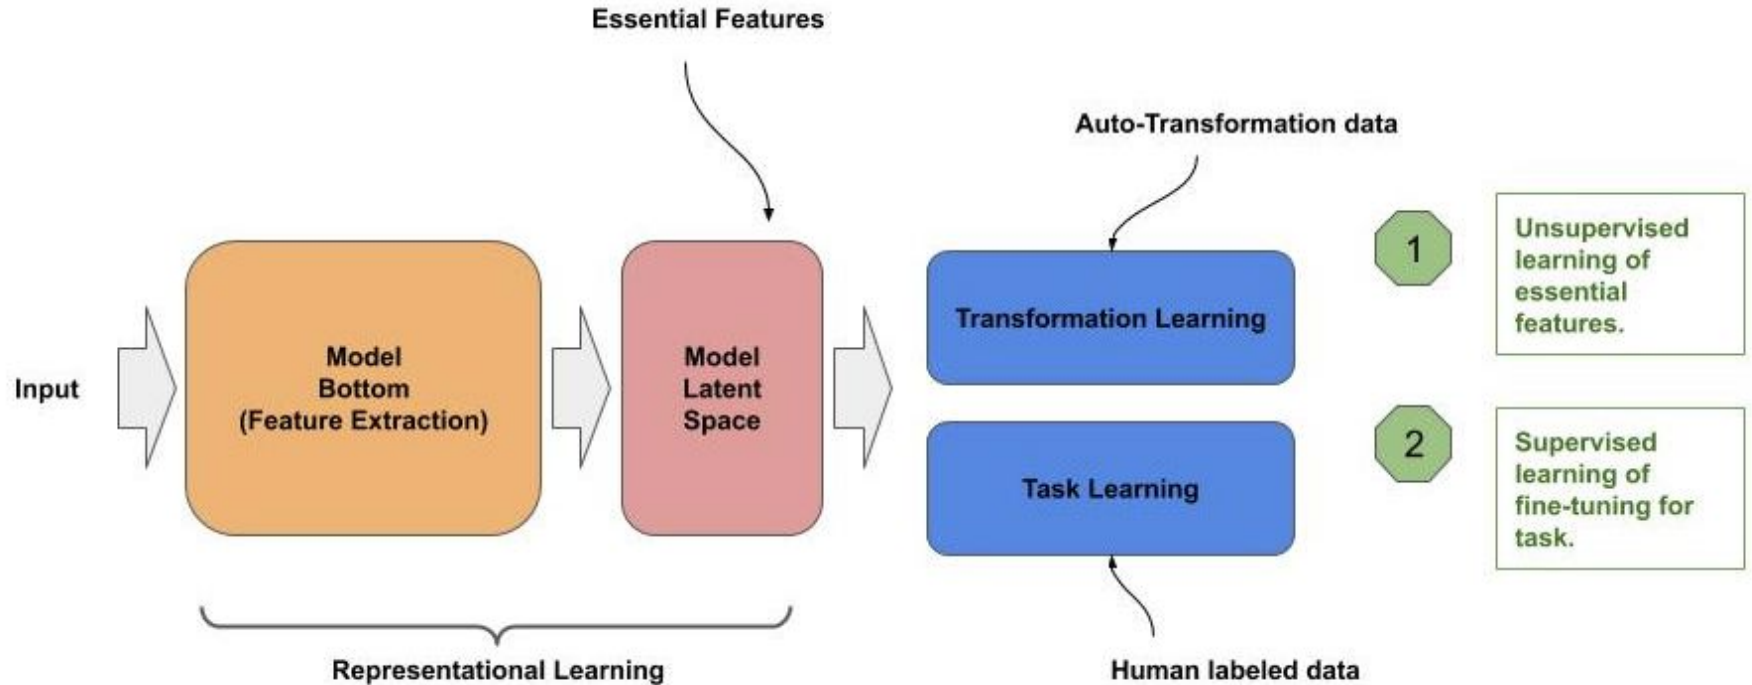 Essential Features
Auto-Transformation data
Input
Model
Bottom
(Feature Extraction)
Model
Latent
Space
Transformation Learning
Task Learning
1
Unsupervised
learning of
essential
features.
2
Supervised
learning of
fine-tuning for
task.
Representational Learning
Human labeled data